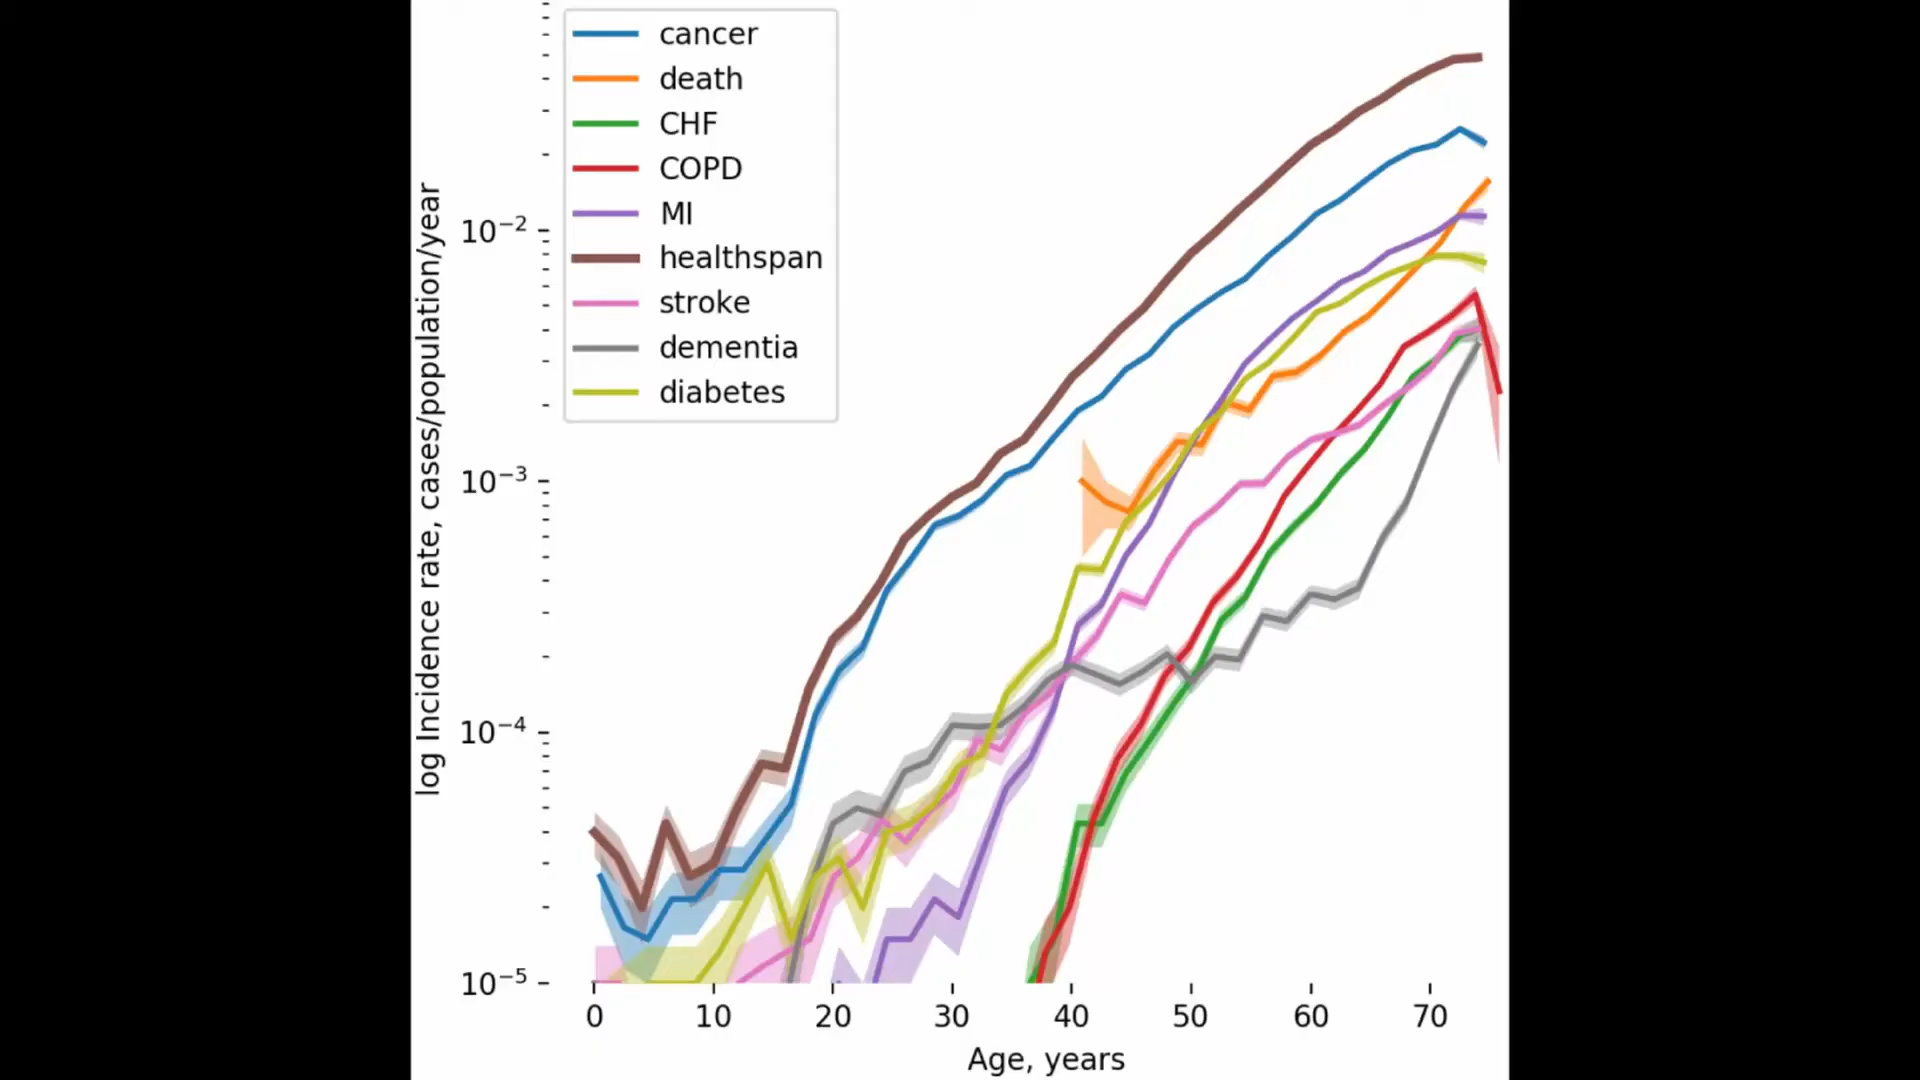 cancer
death
CHF
COPD
MI
healthspan
stroke
dementia
diabetes
log Incidence rate, cases/population/year
10⁻²
10⁻³
10⁻⁴
10⁻⁵
0 10 20 30 40 50 60 70
Age, years